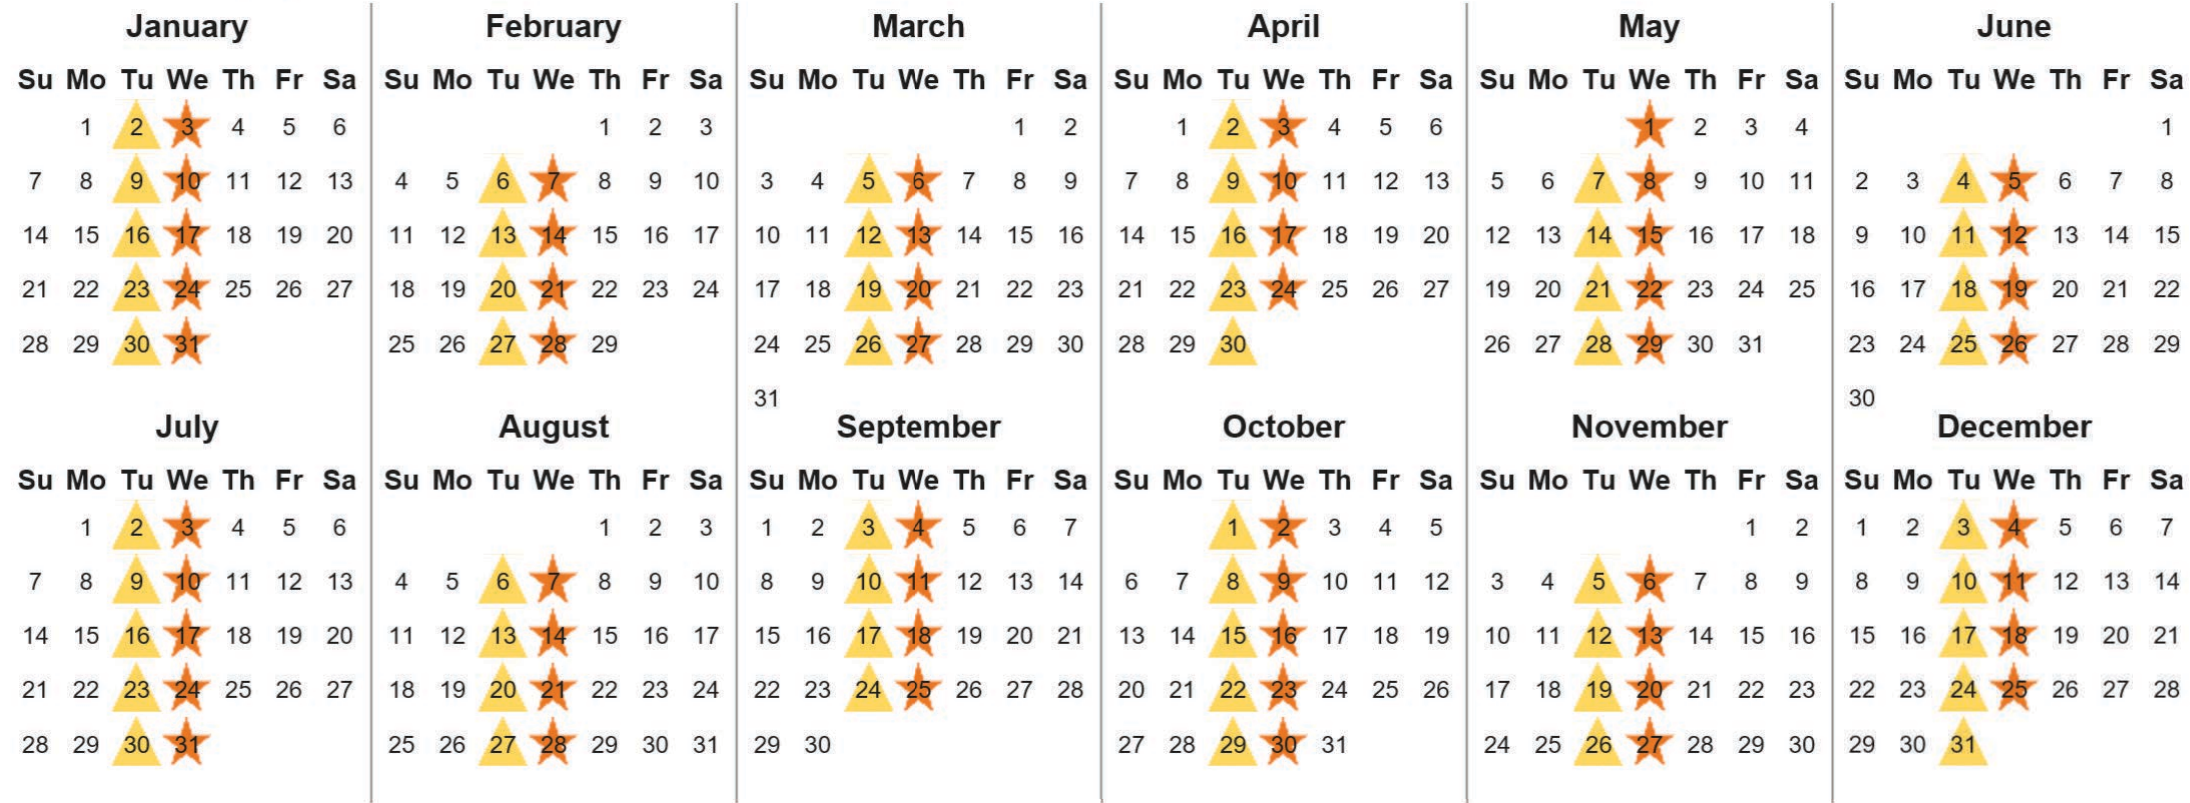 January February March April May June
Su Mo Tu We Th Fr Sa Su Mo Tu We Th Fr Sa Su Mo Tu We Th Fr Sa Su Mo Tu We Th Fr Sa Su Mo Tu We Th Fr Sa Su Mo Tu We Th Fr Sa
1 2 3 4 5 6 1 2 3 1 2 1 2 3 4 5 6 1 2 3 4 1
7 8 9 10 11 12 13 4 5 6 7 8 9 10 3 4 5 6 7 8 9 7 8 9 10 11 12 13 5 6 7 8 9 10 11 2 3 4 5 6 7 8
14 15 16 17 18 19 20 11 12 13 14 15 16 17 10 11 12 13 14 15 16 14 15 16 17 18 19 20 12 13 14 15 16 17 18 9 10 11 12 13 14 15
21 22 23 24 25 26 27 18 19 20 21 22 23 24 17 18 19 20 21 22 23 21 22 23 24 25 26 27 19 20 21 22 23 24 25 16 17 18 19 20 21 22
28 29 30 31 25 26 27 28 29 24 25 26 27 28 29 30 28 29 30 26 27 28 29 30 31 23 24 25 26 27 28 29
31 30
July August September October November December
Su Mo Tu We Th Fr Sa Su Mo Tu We Th Fr Sa Su Mo Tu We Th Fr Sa Su Mo Tu We Th Fr Sa Su Mo Tu We Th Fr Sa Su Mo Tu We Th Fr Sa
1 2 3 4 5 6 1 2 3 1 2 3 4 5 6 7 1 2 3 4 5 1 2 1 2 3 4 5 6 7
7 8 9 10 11 12 13 4 5 6 7 8 9 10 8 9 10 11 12 13 14 6 7 8 9 10 11 12 3 4 5 6 7 8 9 8 9 10 11 12 13 14
14 15 16 17 18 19 20 11 12 13 14 15 16 17 15 16 17 18 19 20 21 13 14 15 16 17 18 19 10 11 12 13 14 15 16 15 16 17 18 19 20 21
21 22 23 24 25 26 27 18 19 20 21 22 23 24 22 23 24 25 26 27 28 20 21 22 23 24 25 26 17 18 19 20 21 22 23 22 23 24 25 26 27 28
28 29 30 31 25 26 27 28 29 30 31 29 30 27 28 29 30 31 24 25 26 27 28 29 30 29 30 31